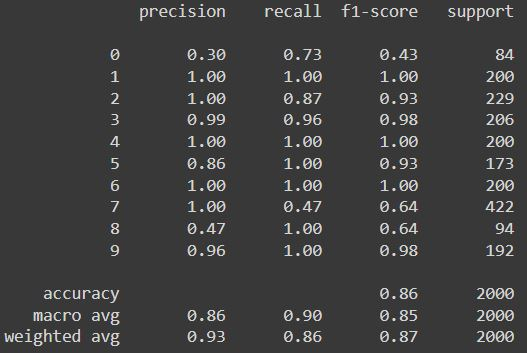 precision recall f1-score support
0 0.30 0.73 0.43 84
1 1.00 1.00 1.00 200
2 1.00 0.87 0.93 229
3 0.99 0.96 0.98 206
4 1.00 1.00 1.00 200
5 0.86 1.00 0.93 173
6 1.00 1.00 1.00 200
7 1.00 0.47 0.64 422
8 0.47 1.00 0.64 94
9 0.96 1.00 0.98 192
accuracy 0.86 2000
macro avg 0.86 0.90 0.85 2000
weighted avg 0.93 0.86 0.87 2000